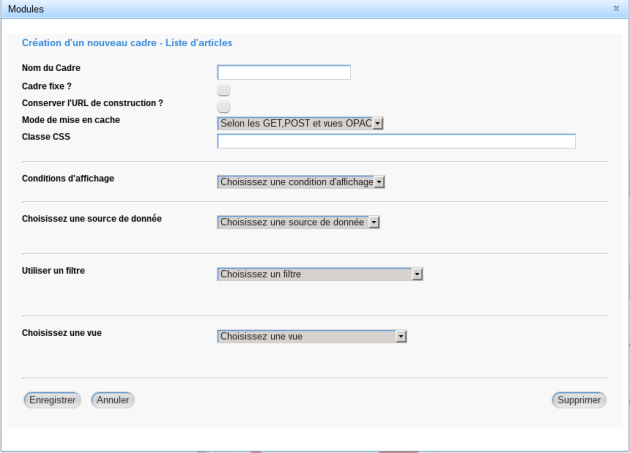 Modules x
Création d'un nouveau cadre - Liste d'articles
Nom du Cadre
Cadre fixe ?
Conserver l'URL de construction ?
Mode de mise en cache Selon les GET,POST et vues OPAC
Classe CSS
Conditions d'affichage Choisissez une condition d'affichage
Choisissez une source de donnée Choisissez une source de donnée
Utiliser un filtre Choisissez un filtre
Choisissez une vue Choisissez une vue
Enregistrer Annuler Supprimer